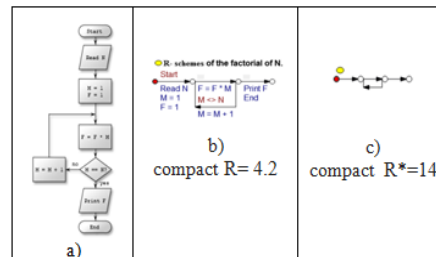 Start
Read N
M = 1
F = 1
F = F * M
M = M + 1
no
M == N?
yes
Print F
End
a)
R- schemes of the factorial of N.
Start
Read N
M = 1
F = 1
F = F * M
M <> N
M = M + 1
Print F
End
b)
compact R= 4.2
c)
compact R*=14